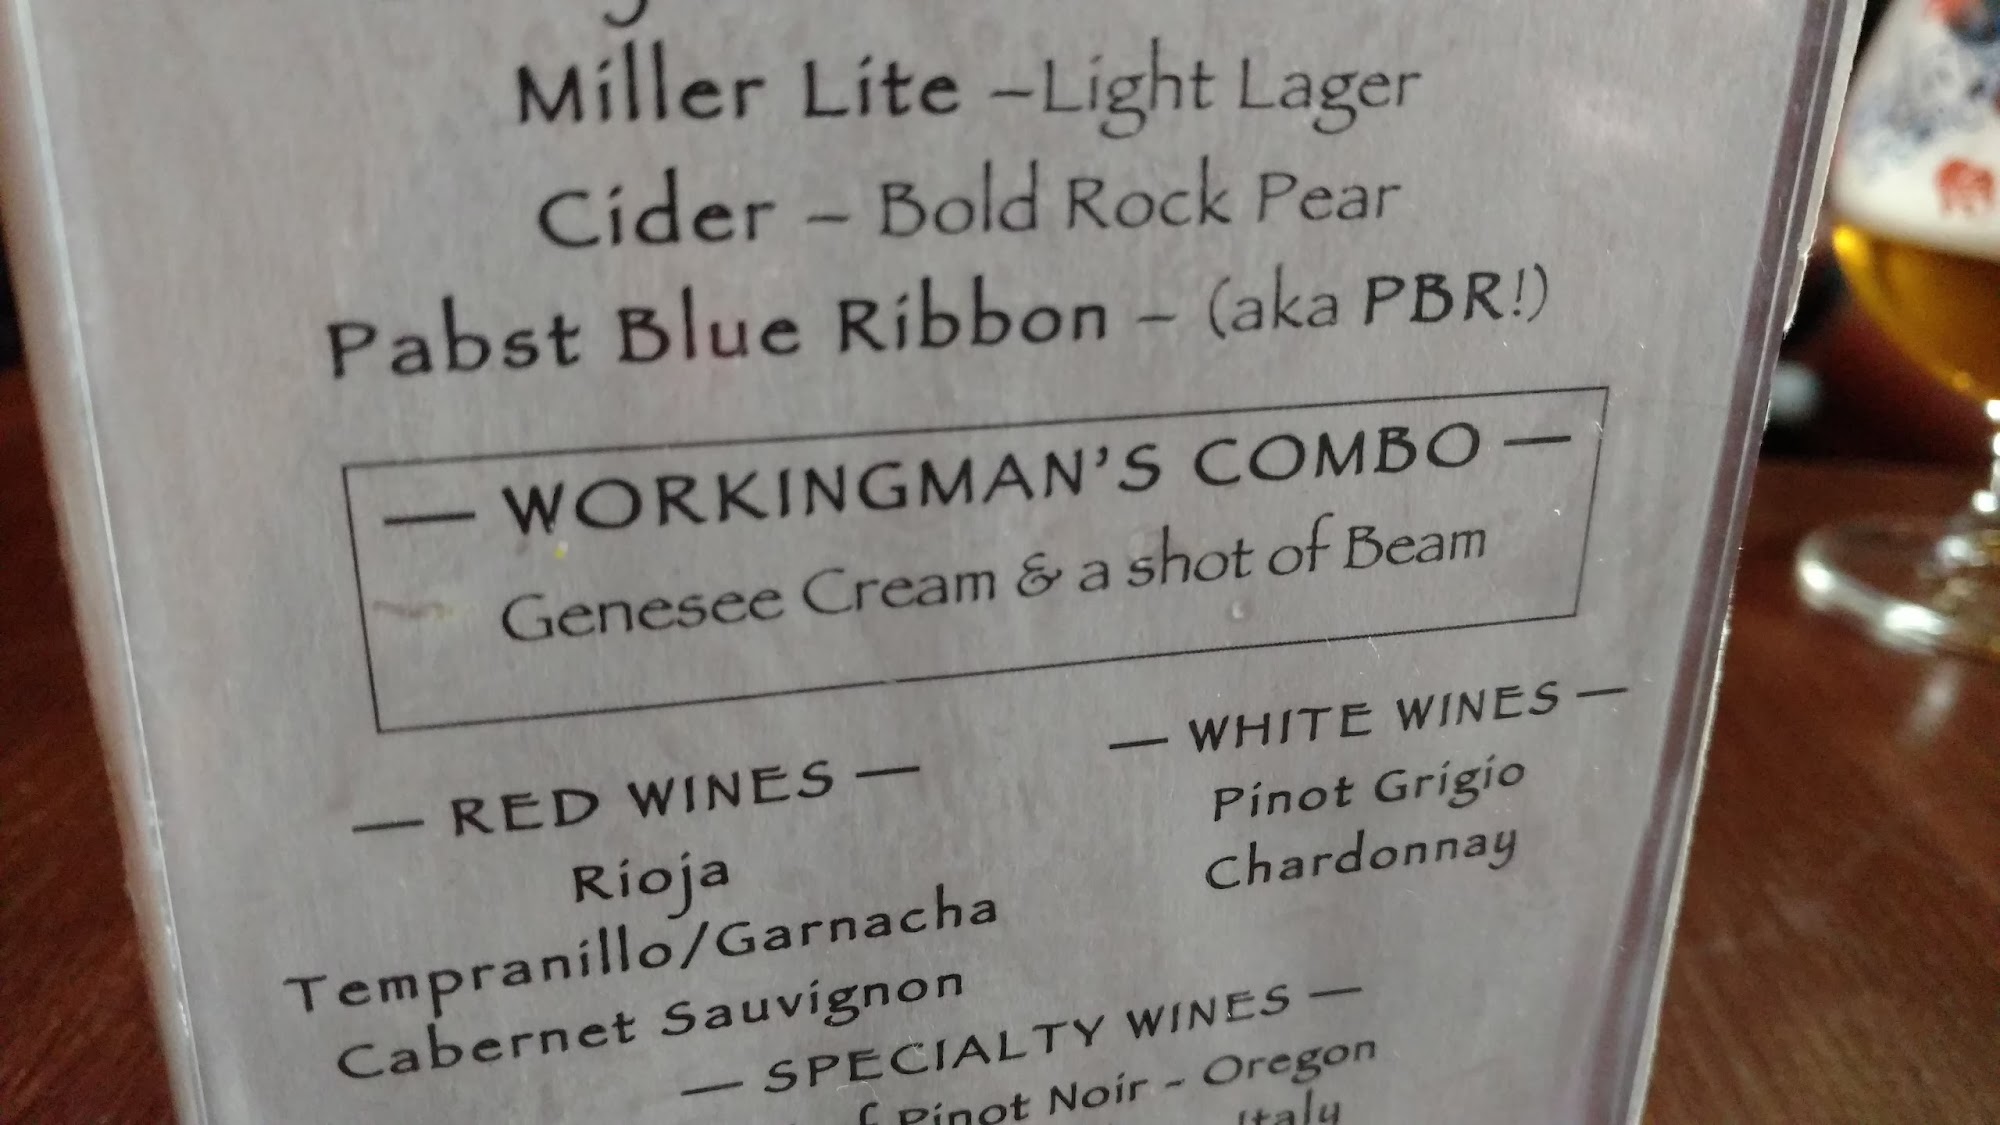 Miller Lite –Light Lager
Cider – Bold Rock Pear
Pabst Blue Ribbon – (aka PBR!)
— WORKINGMAN'S COMBO —
Genesee Cream & a shot of Beam
— RED WINES —
Rioja
Tempranillo/Garnacha
Cabernet Sauvignon
— WHITE WINES —
Pinot Grigio
Chardonnay
— SPECIALTY WINES —
Pinot Noir - Oregon
Italy